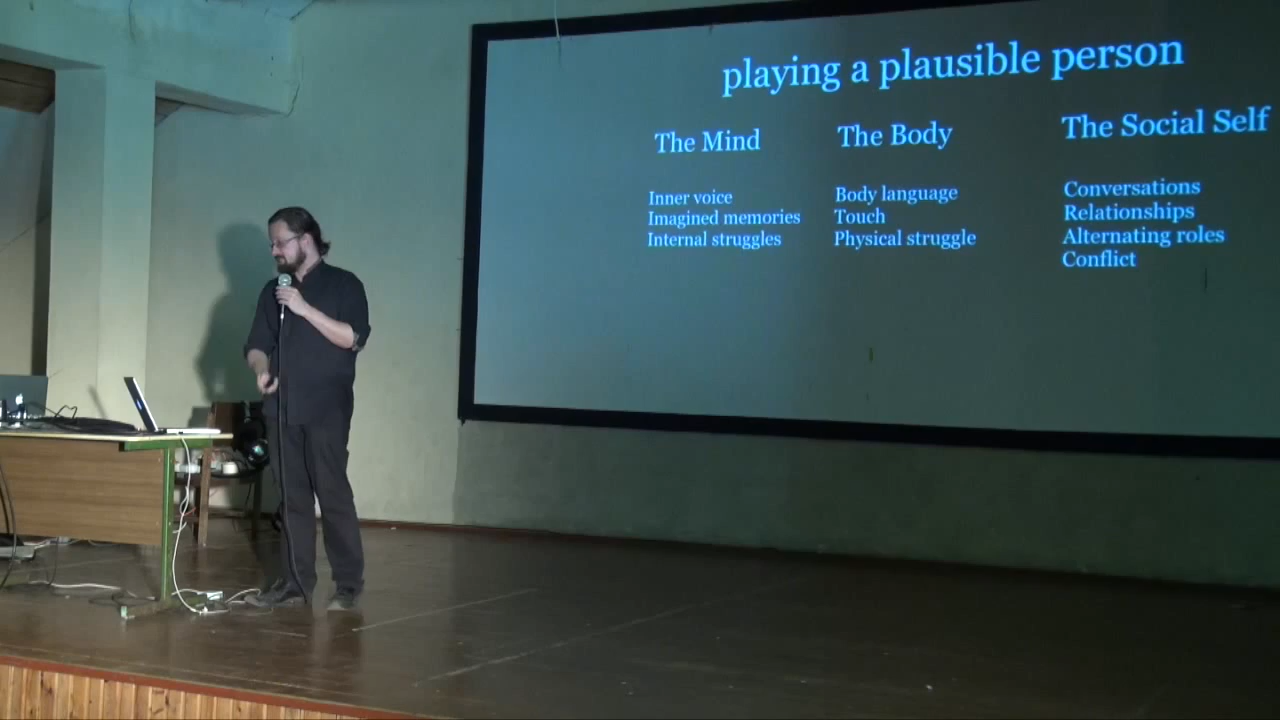 playing a plausible person
The Mind
Inner voice
Imagined memories
Internal struggles
The Body
Body language
Touch
Physical struggle
The Social Self
Conversations
Relationships
Alternating roles
Conflict